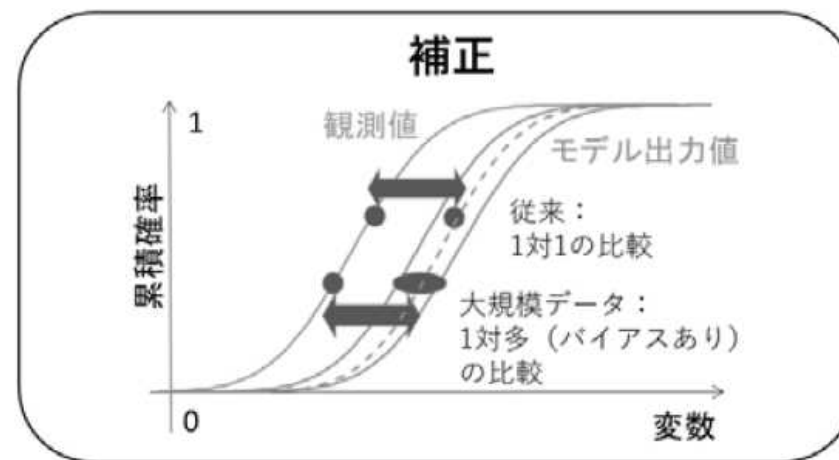 補正
1
観測値
モデル出力値
累積確率
従来：
1対1の比較
大規模データ：
1対多（バイアスあり）
の比較
0
変数